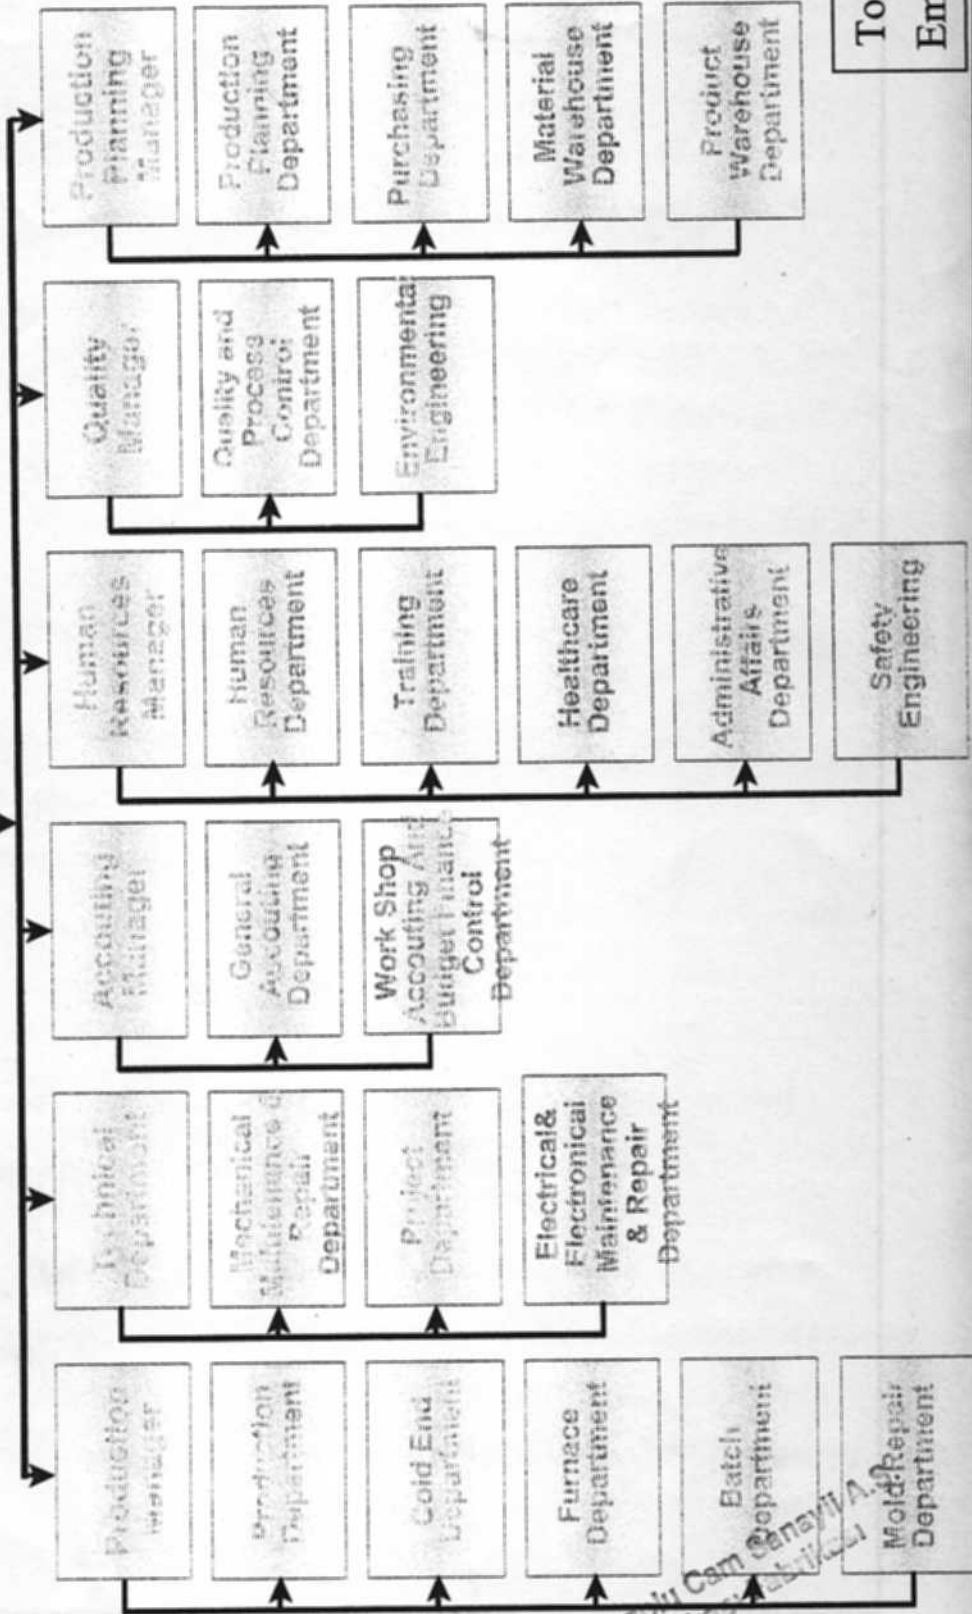 Production
Manager
Production
Department
Cold End
Department
Furnace
Department
Batch
Department
Mold Repair
Department
Technical
Department
Mechanical
Maintenance &
Repair
Department
Project
Department
Electrical&
Electronical
Maintenance
& Repair
Department
Accouting
Manager
General
Accouting
Department
Work Shop
Accouting And
Budget Finance
Control
Department
Human
Resources
Manager
Human
Resources
Department
Training
Department
Healthcare
Department
Administrative
Affairs
Department
Safety
Engineering
Quality
Manager
Quality and
Process
Control
Department
Environmental
Engineering
Production
Planning
Manager
Production
Planning
Department
Purchasing
Department
Material
Warehouse
Department
Product
Warehouse
Department
To
Em
Cam Sanayii A.Ş